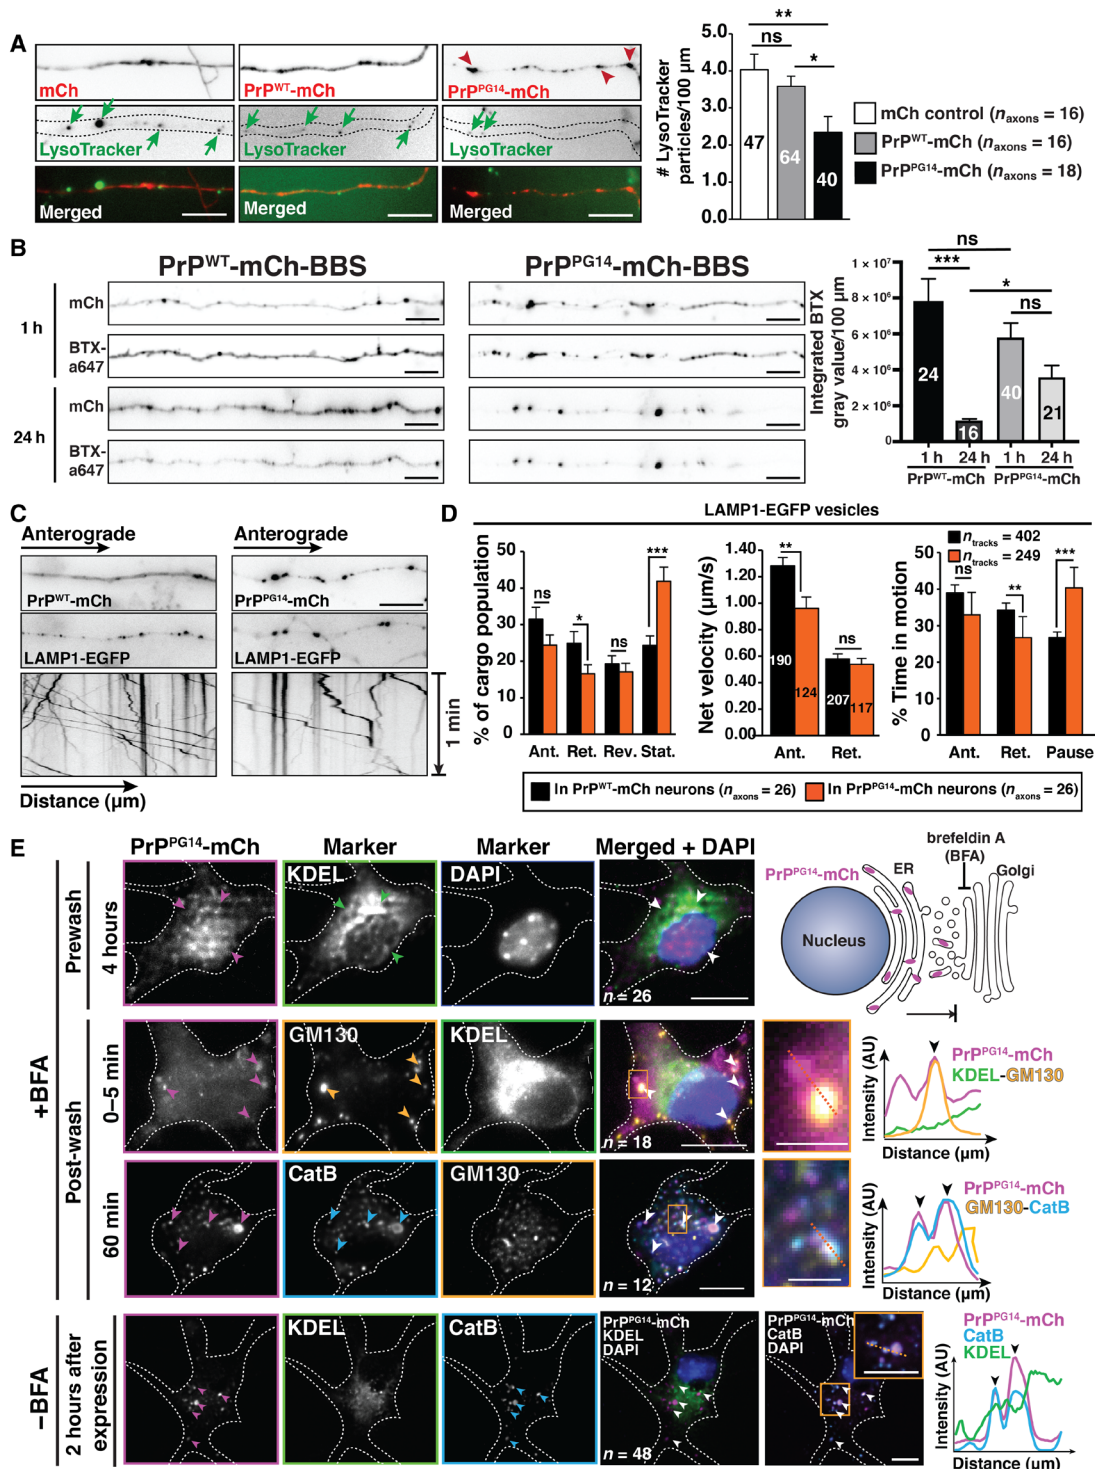 A
mCh
PrPWT-mCh
PrPPG14-mCh
LysoTracker
LysoTracker
LysoTracker
Merged
Merged
Merged
# LysoTracker
particles/100 µm
5.0
4.0
3.0
2.0
1.0
0.0
**
ns
*
47
64
40
mCh control (naxons = 16)
PrPWT-mCh (naxons = 16)
PrPPG14-mCh (naxons = 18)
B
PrPWT-mCh-BBS
PrPPG14-mCh-BBS
1 h
mCh
BTX-
a647
24 h
mCh
BTX-
a647
Integrated BTX
gray value/100 µm
1 × 10⁷
8 × 10⁶
6 × 10⁶
4 × 10⁶
2 × 10⁶
0
ns
***
*
ns
24
16
40
21
1 h
24 h
1 h
24 h
PrPWT-mCh
PrPPG14-mCh
C
Anterograde
Anterograde
PrPWT-mCh
PrPPG14-mCh
LAMP1-EGFP
LAMP1-EGFP
1 min
Distance (µm)
D
LAMP1-EGFP vesicles
% of cargo population
50
40
30
20
10
0
ns
*
ns
***
Ant.
Ret.
Rev.
Stat.
Net velocity (µm/s)
1.40
1.20
1.00
0.80
0.60
0.40
0.20
0.00
**
ns
190
124
207
117
Ant.
Ret.
% Time in motion
50
40
30
20
10
0
ntracks = 402
ntracks = 249
ns
**
***
Ant.
Ret.
Pause
In PrPWT-mCh neurons (naxons = 26)
In PrPPG14-mCh neurons (naxons = 26)
E
PrPPG14-mCh
Marker
Marker
Merged + DAPI
+BFA
Prewash
4 hours
KDEL
DAPI
n = 26
brefeldin A
(BFA)
PrPPG14-mCh
ER
Golgi
Nucleus
Post-wash
0–5 min
GM130
KDEL
n = 18
Intensity (AU)
PrPPG14-mCh
KDEL-GM130
Distance (µm)
60 min
CatB
GM130
n = 12
Intensity (AU)
PrPPG14-mCh
GM130-CatB
Distance (µm)
–BFA
2 hours after
expression
KDEL
CatB
PrPPG14-mCh
KDEL
DAPI
n = 48
PrPPG14-mCh
CatB
DAPI
Intensity (AU)
PrPPG14-mCh
CatB
KDEL
Distance (µm)